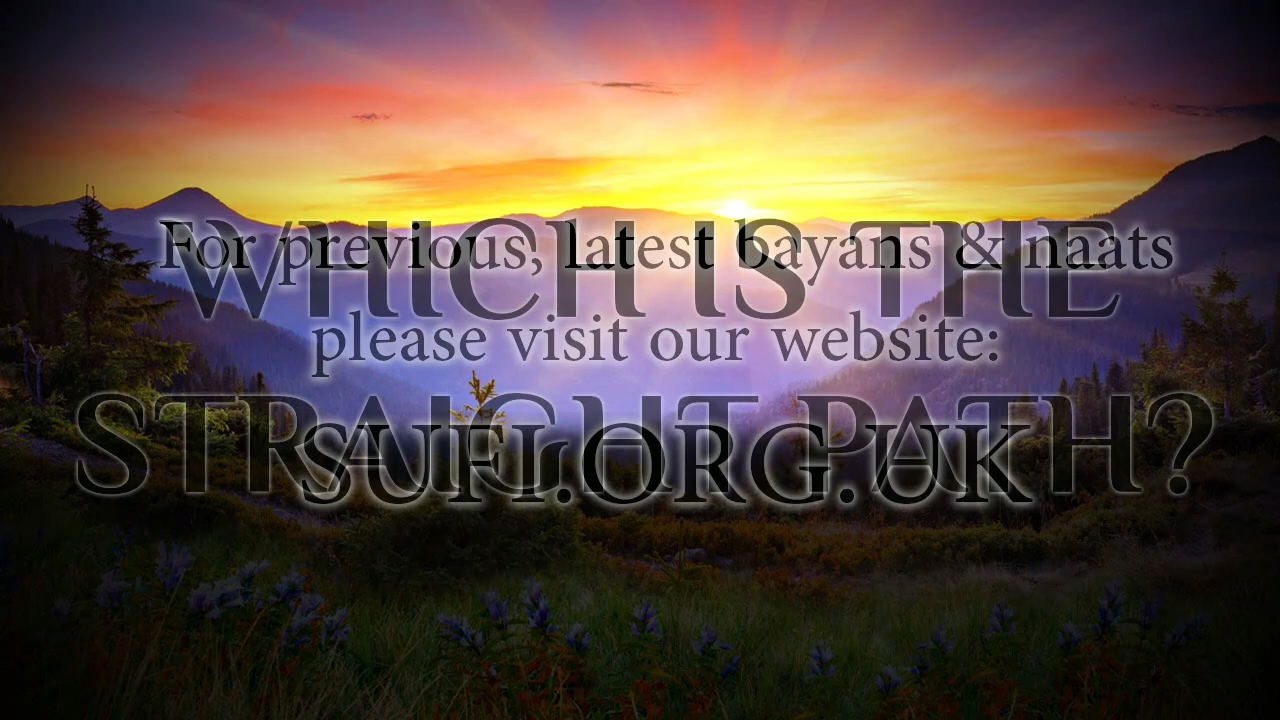 For previous, latest bayans & naats
WHICH IS THE
please visit our website:
STRAIGHT PATH?
SUFI.ORG.UK